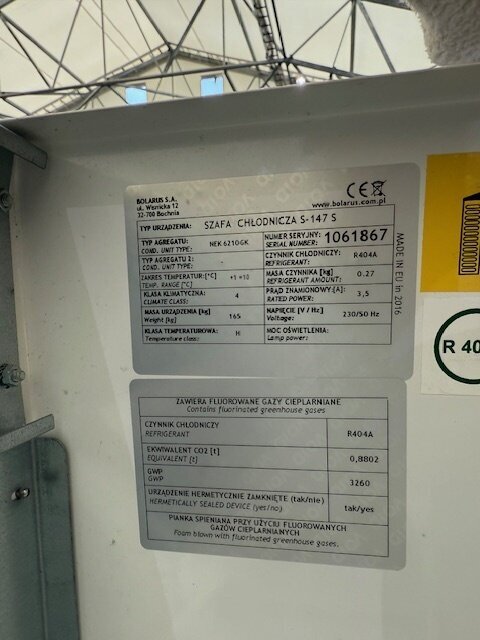 BOLARUS S.A.
ul. Wiśnicka 12
32-700 Bochnia
CE
www.bolarus.com.pl
TYP URZĄDZENIA: SZAFA CHŁODNICZA S-147 S
TYP AGREGATU: NEK 6210GK
COND. UNIT TYPE:
NUMER SERYJNY: 1061867
SERIAL NUMBER:
TYP AGREGATU 2: -
COND. UNIT TYPE:
CZYNNIK CHŁODNICZY: R404A
REFRIGERANT:
ZAKRES TEMPERATUR:[°C] +1 +10
TEMP. RANGE [°C]
MASA CZYNNIKA [kg] 0.27
REFRIGERANT AMOUNT:
KLASA KLIMATYCZNA: 4
CLIMATE CLASS:
PRĄD ZNAMIONOWY:[A]: 3,5
RATED POWER:
MASA URZĄDZENIA [kg] 165
Weight [kg]
NAPIĘCIE [V / Hz] 230/50 Hz
Voltage:
KLASA TEMPERATUROWA: H
Temperature class:
MOC OŚWIETLENIA:
Lamp power:
MADE IN EU in 2016
R 40
ZAWIERA FLUOROWANE GAZY CIEPLARNIANE
Contains fluorinated greenhouse gases
CZYNNIK CHŁODNICZY R404A
REFRIGERANT
EKWIWALENT CO2 [t] 0,8802
EQUIVALENT [t]
GWP 3260
GWP
URZĄDZENIE HERMETYCZNIE ZAMKNIĘTE (tak/nie) tak/yes
HERMETICALLY SEALED DEVICE (yes/no)
PIANKA SPIENIANA PRZY UŻYCIU FLUOROWANYCH
GAZÓW CIEPLARNIANYCH
Foam blown with fluorinated greenhouse gases